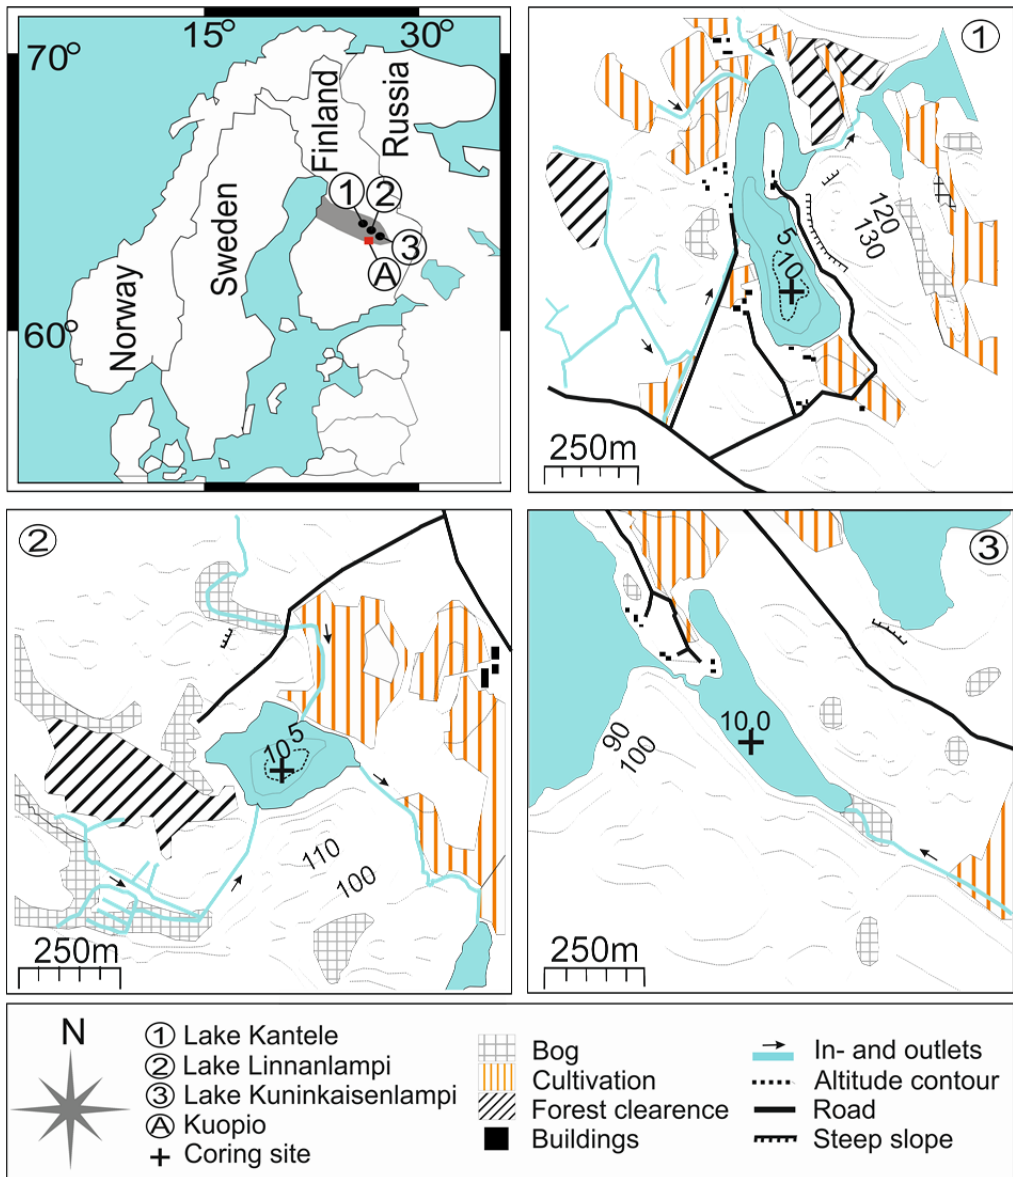 15°
30°
70°
60°
Norway
Sweden
Finland
Russia
1
2
3
A
1
5
10
120
130
250m
2
10
5
110
100
250m
3
10.0
90
100
250m
N
1 Lake Kantele
2 Lake Linnanlampi
3 Lake Kuninkaisenlampi
A Kuopio
Coring site
Bog
Cultivation
Forest clearence
Buildings
In- and outlets
Altitude contour
Road
Steep slope